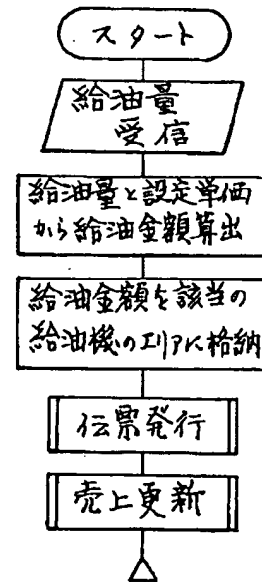 スタート
給油量
受信
給油量と設定単価
から給油金額算出
給油金額を該当の
給油機のエリアに格納
伝票発行
売上更新